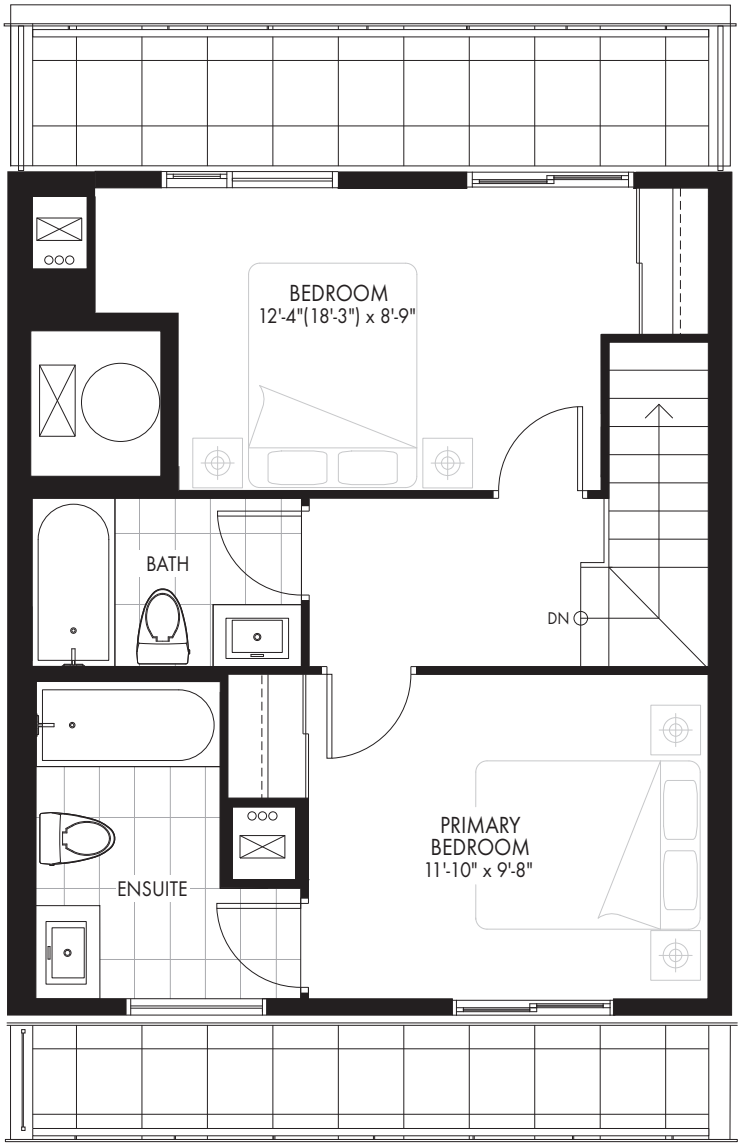 BEDROOM
12'-4"(18'-3") x 8'-9"
BATH
DN
PRIMARY
BEDROOM
11'-10" x 9'-8"
ENSUITE